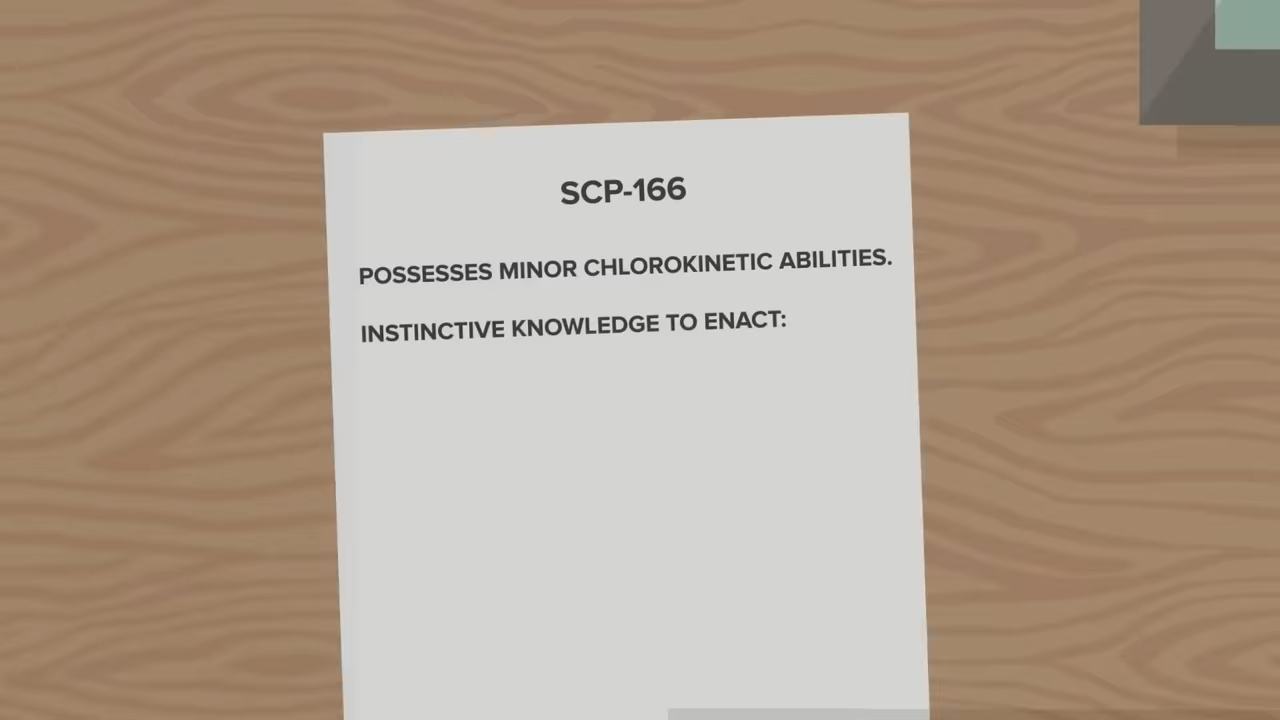 SCP-166
POSSESSES MINOR CHLOROKINETIC ABILITIES.
INSTINCTIVE KNOWLEDGE TO ENACT: